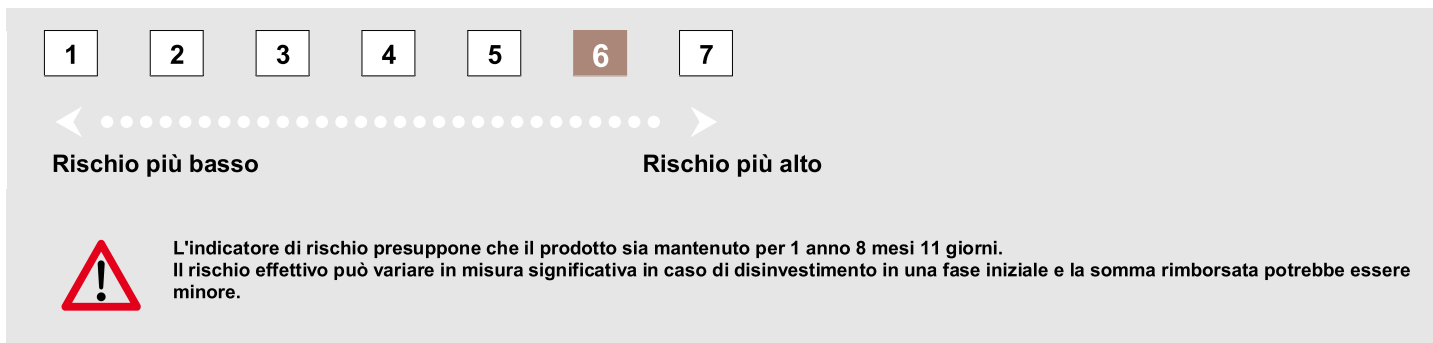 1 2 3 4 5 6 7
Rischio più basso Rischio più alto
L'indicatore di rischio presuppone che il prodotto sia mantenuto per 1 anno 8 mesi 11 giorni.
Il rischio effettivo può variare in misura significativa in caso di disinvestimento in una fase iniziale e la somma rimborsata potrebbe essere
minore.